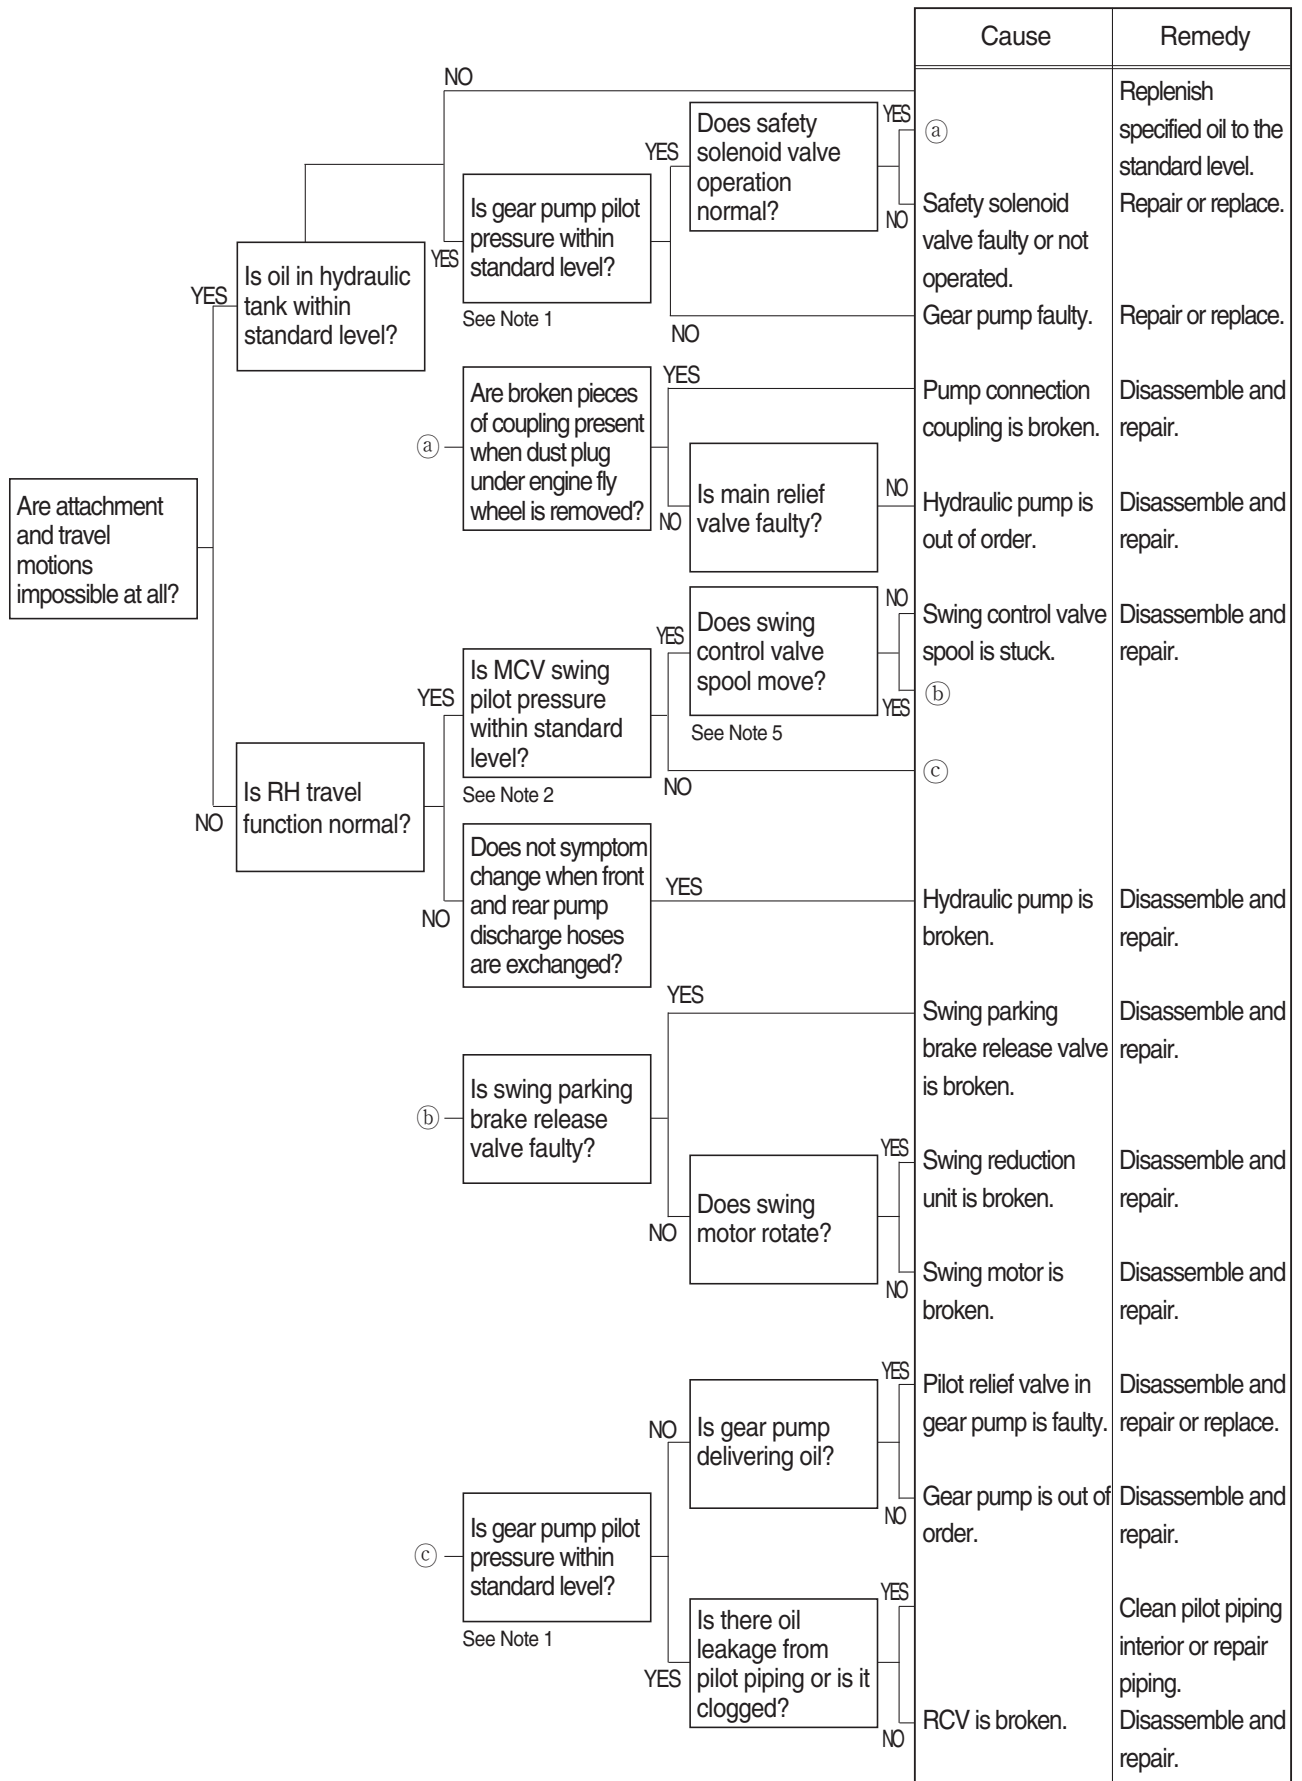 Cause
Remedy
NO
Replenish
specified oil to the
standard level.
YES
Does safety
solenoid valve
operation
normal?
YES
ⓐ
NO
Safety solenoid
valve faulty or not
operated.
Repair or replace.
Is gear pump pilot
pressure within
standard level?
YES
See Note 1
NO
Gear pump faulty.
Repair or replace.
YES
Is oil in hydraulic
tank within
standard level?
ⓐ
Are broken pieces
of coupling present
when dust plug
under engine fly
wheel is removed?
YES
Pump connection
coupling is broken.
Disassemble and
repair.
NO
Is main relief
valve faulty?
NO
Hydraulic pump is
out of order.
Disassemble and
repair.
Are attachment
and travel
motions
impossible at all?
YES
Does swing
control valve
spool move?
See Note 5
NO
Swing control valve
spool is stuck.
Disassemble and
repair.
YES
ⓑ
YES
Is MCV swing
pilot pressure
within standard
level?
See Note 2
NO
ⓒ
NO
Is RH travel
function normal?
NO
Does not symptom
change when front
and rear pump
discharge hoses
are exchanged?
YES
Hydraulic pump is
broken.
Disassemble and
repair.
YES
Swing parking
brake release valve
is broken.
Disassemble and
repair.
ⓑ
Is swing parking
brake release
valve faulty?
NO
Does swing
motor rotate?
YES
Swing reduction
unit is broken.
Disassemble and
repair.
NO
Swing motor is
broken.
Disassemble and
repair.
NO
Is gear pump
delivering oil?
YES
Pilot relief valve in
gear pump is faulty.
Disassemble and
repair or replace.
NO
Gear pump is out of
order.
Disassemble and
repair.
ⓒ
Is gear pump pilot
pressure within
standard level?
See Note 1
YES
Is there oil
leakage from
pilot piping or is it
clogged?
YES
Clean pilot piping
interior or repair
piping.
NO
RCV is broken.
Disassemble and
repair.